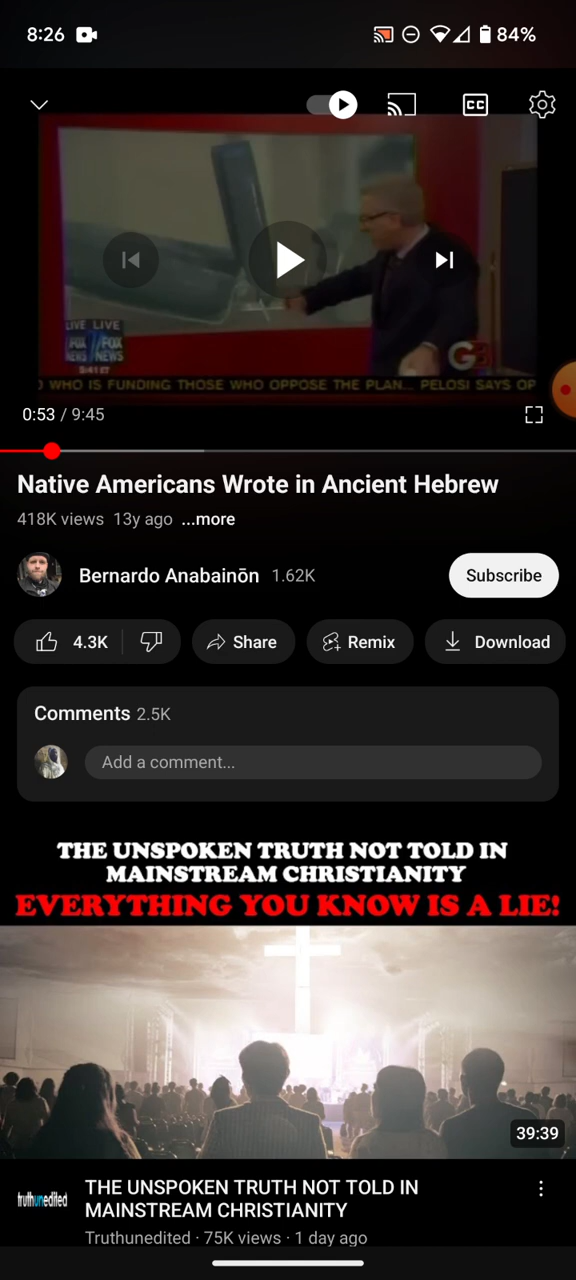 8:26
84%
LIVE LIVE
FOX FOX
NEWS NEWS
9:41 ET
WHO IS FUNDING THOSE WHO OPPOSE THE PLAN... PELOSI SAYS OP
0:53 / 9:45
Native Americans Wrote in Ancient Hebrew
418K views 13y ago ...more
Bernardo Anabainōn 1.62K
Subscribe
4.3K
Share
Remix
Download
Comments 2.5K
Add a comment...
THE UNSPOKEN TRUTH NOT TOLD IN
MAINSTREAM CHRISTIANITY
EVERYTHING YOU KNOW IS A LIE!
39:39
truthunedited
THE UNSPOKEN TRUTH NOT TOLD IN
MAINSTREAM CHRISTIANITY
Truthunedited · 75K views · 1 day ago